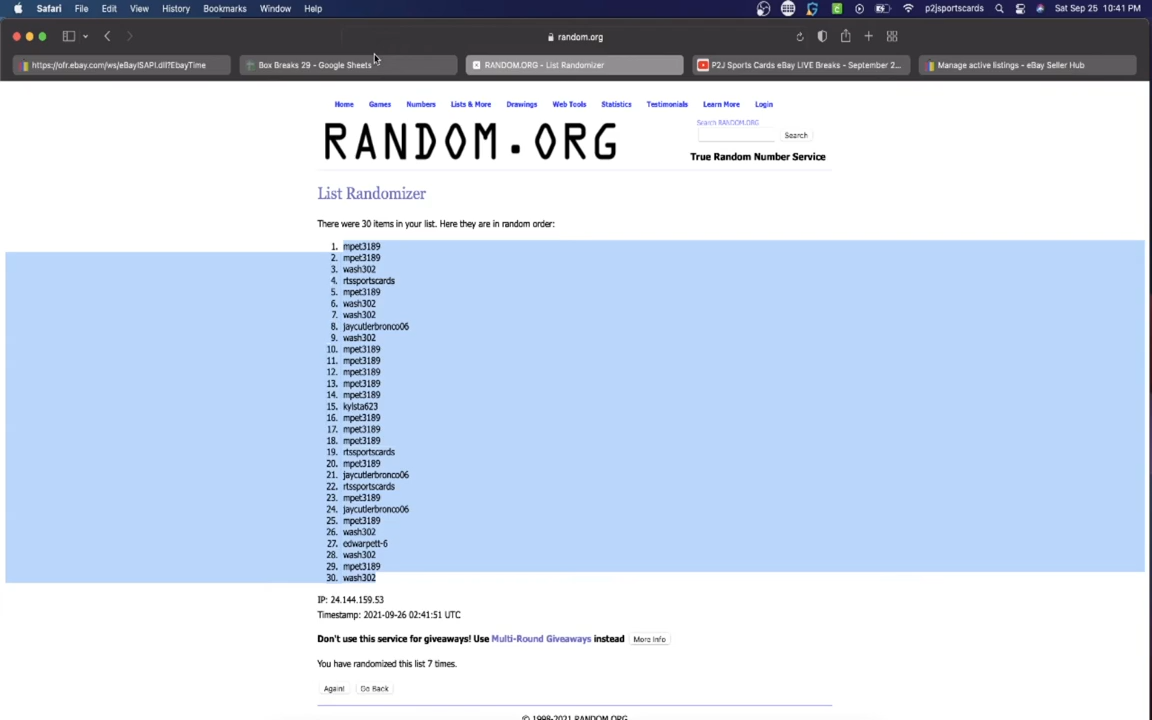 Safari File Edit View History Bookmarks Window Help p2jsportscards Sat Sep 25 10:41 PM
random.org
https://ofr.ebay.com/ws/eBayISAPI.dll?EbayTime Box Breaks 29 - Google Sheets RANDOM.ORG - List Randomizer P2J Sports Cards eBay LIVE Breaks - September 2... Manage active listings - eBay Seller Hub
Home Games Numbers Lists & More Drawings Web Tools Statistics Testimonials Learn More Login
Search RANDOM.ORG
Search
RANDOM.ORG
True Random Number Service
List Randomizer
There were 30 items in your list. Here they are in random order:
1. mpet3189
2. mpet3189
3. wash302
4. rtssportscards
5. mpet3189
6. wash302
7. wash302
8. jaycutlerbronco06
9. wash302
10. mpet3189
11. mpet3189
12. mpet3189
13. mpet3189
14. mpet3189
15. kylsta623
16. mpet3189
17. mpet3189
18. mpet3189
19. rtssportscards
20. mpet3189
21. jaycutlerbronco06
22. rtssportscards
23. mpet3189
24. jaycutlerbronco06
25. mpet3189
26. wash302
27. edwarpett-6
28. wash302
29. mpet3189
30. wash302
IP: 24.144.159.53
Timestamp: 2021-09-26 02:41:51 UTC
Don't use this service for giveaways! Use Multi-Round Giveaways instead More Info
You have randomized this list 7 times.
Again! Go Back
© 1998-2021 RANDOM.ORG